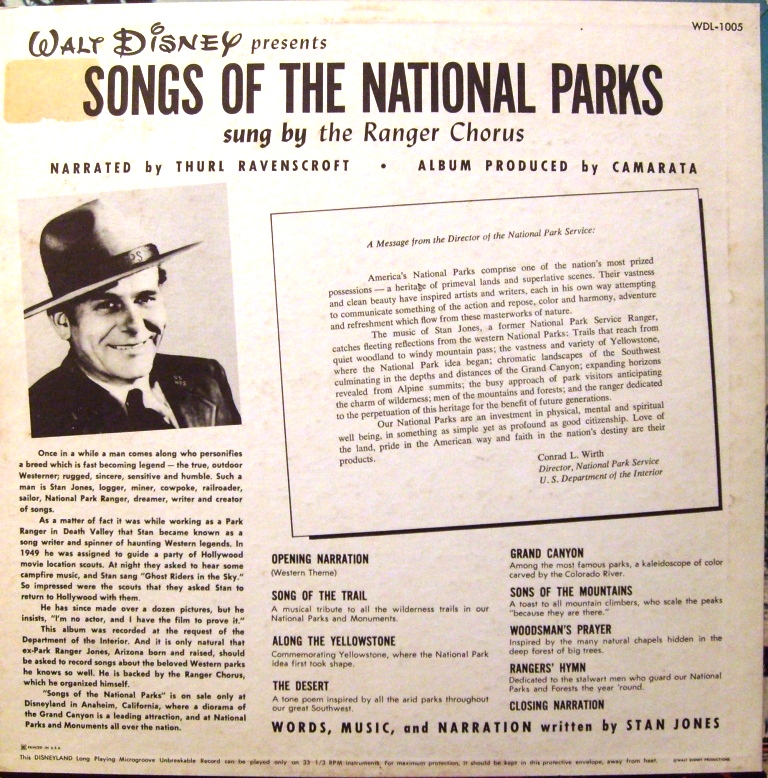 WDL-1005
WALT DISNEY presents
SONGS OF THE NATIONAL PARKS
sung by the Ranger Chorus
NARRATED by THURL RAVENSCROFT • ALBUM PRODUCED by CAMARATA
PS
A Message from the Director of the National Park Service:
America's National Parks comprise one of the nation's most prized
possessions — a heritage of primeval lands and superlative scenes. Their vastness
and clean beauty have inspired artists and writers, each in his own way attempting
to communicate something of the action and repose, color and harmony, adventure
and refreshment which flow from these masterworks of nature.
The music of Stan Jones, a former National Park Service Ranger,
catches fleeting reflections from the western National Parks: Trails that reach from
quiet woodland to windy mountain pass; the vastness and variety of Yellowstone,
where the National Park idea began; chromatic landscapes of the Southwest
culminating in the depths and distances of the Grand Canyon; expanding horizons
revealed from Alpine summits; the busy approach of park visitors anticipating
the charm of wilderness; men of the mountains and forests; and the ranger dedicated
to the perpetuation of this heritage for the benefit of future generations.
Our National Parks are an investment in physical, mental and spiritual
well being, in something as simple yet as profound as good citizenship. Love of
the land, pride in the American way and faith in the nation's destiny are their
products.
Conrad L. Wirth
Director, National Park Service
U. S. Department of the Interior
Once in a while a man comes along who personifies
a breed which is fast becoming legend — the true, outdoor
Westerner; rugged, sincere, sensitive and humble. Such a
man is Stan Jones, logger, miner, cowpoke, railroader,
sailor, National Park Ranger, dreamer, writer and creator
of songs.
As a matter of fact it was while working as a Park
Ranger in Death Valley that Stan became known as a
song writer and spinner of haunting Western legends. In
1949 he was assigned to guide a party of Hollywood
movie location scouts. At night they asked to hear some
campfire music, and Stan sang "Ghost Riders in the Sky."
So impressed were the scouts that they asked Stan to
return to Hollywood with them.
He has since made over a dozen pictures, but he
insists, "I'm no actor, and I have the film to prove it."
This album was recorded at the request of the
Department of the Interior. And it is only natural that
ex-Park Ranger Jones, Arizona born and raised, should
be asked to record songs about the beloved Western parks
he knows so well. He is backed by the Ranger Chorus,
which he organized himself.
"Songs of the National Parks" is on sale only at
Disneyland in Anaheim, California, where a diorama of
the Grand Canyon is a leading attraction, and at National
Parks and Monuments all over the nation.
OPENING NARRATION
(Western Theme)
SONG OF THE TRAIL
A musical tribute to all the wilderness trails in our
National Parks and Monuments.
ALONG THE YELLOWSTONE
Commemorating Yellowstone, where the National Park
idea first took shape.
THE DESERT
A tone poem inspired by all the arid parks throughout
our great Southwest.
GRAND CANYON
Among the most famous parks, a kaleidoscope of color
carved by the Colorado River.
SONS OF THE MOUNTAINS
A toast to all mountain climbers, who scale the peaks
"because they are there."
WOODSMAN'S PRAYER
Inspired by the many natural chapels hidden in the
deep forest of big trees.
RANGERS' HYMN
Dedicated to the stalwart men who guard our National
Parks and Forests the year 'round.
CLOSING NARRATION
WORDS, MUSIC, and NARRATION written by STAN JONES
PRINTED IN U.S.A.
This DISNEYLAND Long Playing Microgroove Unbreakable Record can be played only on 33 1/3 RPM instruments. For maximum protection, it should be kept in this protective envelope, away from heat. ©WALT DISNEY PRODUCTIONS